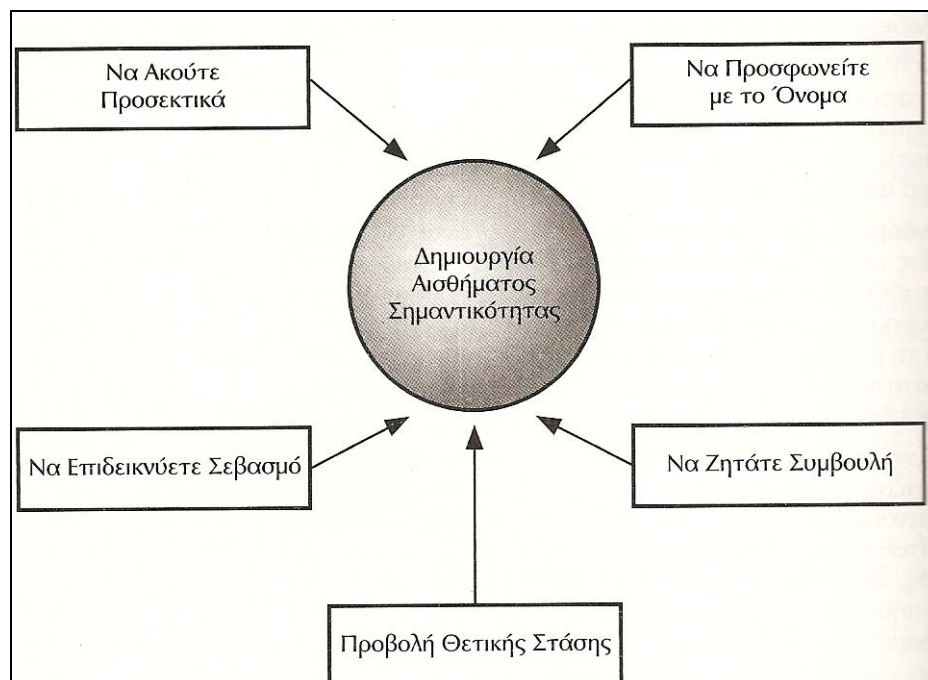 Να Ακούτε
Προσεκτικά
Να Προσφωνείτε
με το Όνομα
Δημιουργία
Αισθήματος
Σημαντικότητας
Να Επιδεικνύετε Σεβασμό
Να Ζητάτε Συμβουλή
Προβολή Θετικής Στάσης